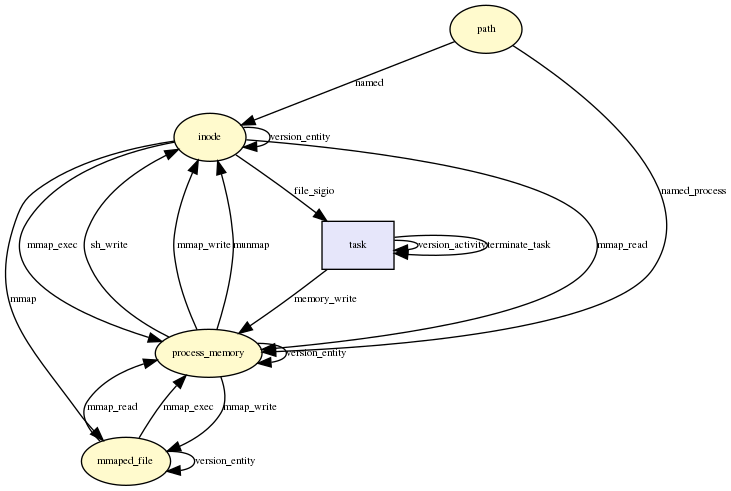 path
named
inode
version_entity
file_sigio
named_process
mmap_exec
sh_write
mmap_write
munmap
task
version_activity
terminate_task
mmap_read
mmap
memory_write
process_memory
version_entity
mmap_read
mmap_exec
mmap_write
mmaped_file
version_entity